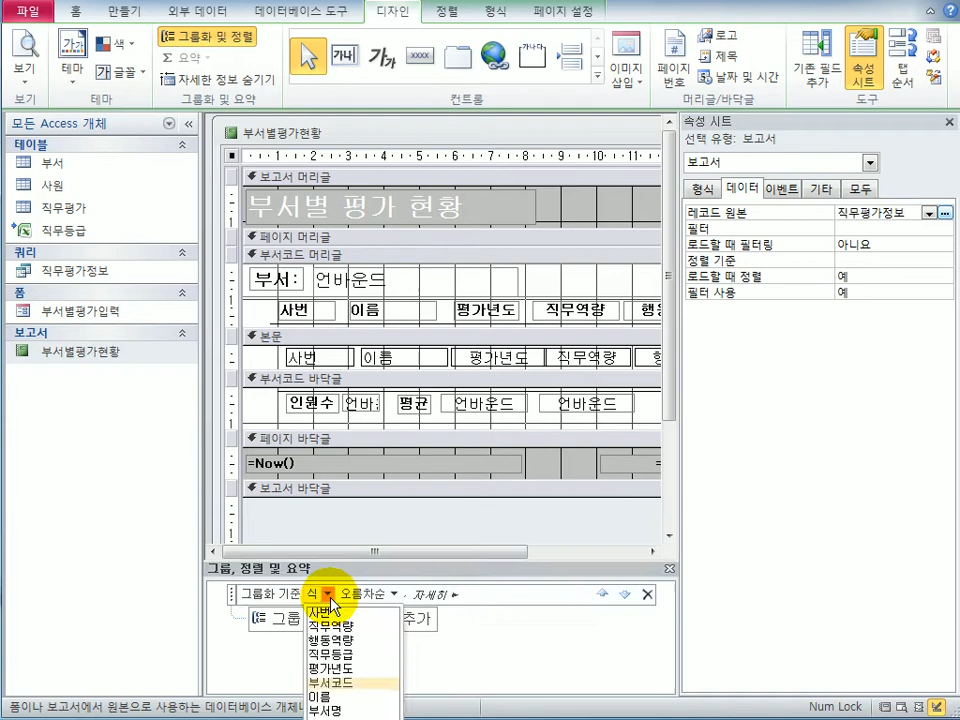 파일 홈 만들기 외부 데이터 데이터베이스 도구 디자인 정렬 형식 페이지 설정
보기
보기
테마
색
글꼴
테마
그룹화 및 정렬
Σ 요약
자세한 정보 숨기기
그룹화 및 요약
가나
가가
xxxx
이미지 삽입
컨트롤
페이지 번호
로고
제목
날짜 및 시간
머리글/바닥글
기존 필드 추가
속성 시트
탭 순서
도구
모든 Access 개체
테이블
부서
사원
직무평가
직무등급
쿼리
직무평가정보
폼
부서별평가입력
보고서
부서별평가현황
부서별평가현황
1 2 3 4 5 6 7 8 9 10 11
보고서 머리글
부서별 평가 현황
페이지 머리글
부서코드 머리글
부서: 언바운드
사번 이름 평가년도 직무역량
본문
사번 이름 평가년도 직무역량
부서코드 바닥글
인원수 평균 언바운드 언바운드
페이지 바닥글
=Now() =
보고서 바닥글
그룹, 정렬 및 요약
그룹화 기준 식 오름차순 , 자세히
그룹 추가
사번
직무역량
행동역량
직무등급
평가년도
부서코드
이름
부서명
속성 시트
선택 유형: 보고서
보고서
형식 데이터 이벤트 기타 모두
레코드 원본 직무평가정보
필터
로드할 때 필터링 아니요
정렬 기준
로드할 때 정렬 예
필터 사용 예
폼이나 보고서에서 원본으로 사용하는 데이터베이스 개체
Num Lock